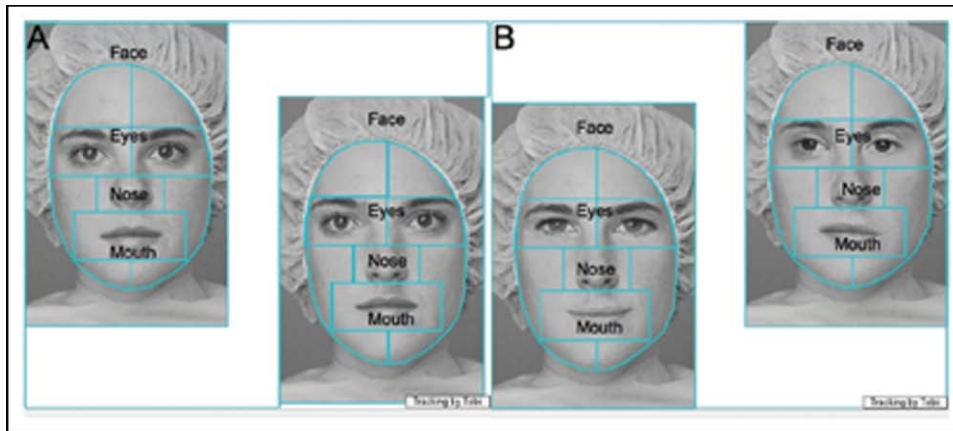 A
Face
Eyes
Nose
Mouth
Face
Eyes
Nose
Mouth
Tracking by Tobii
B
Face
Eyes
Nose
Mouth
Face
Eyes
Nose
Mouth
Tracking by Tobii